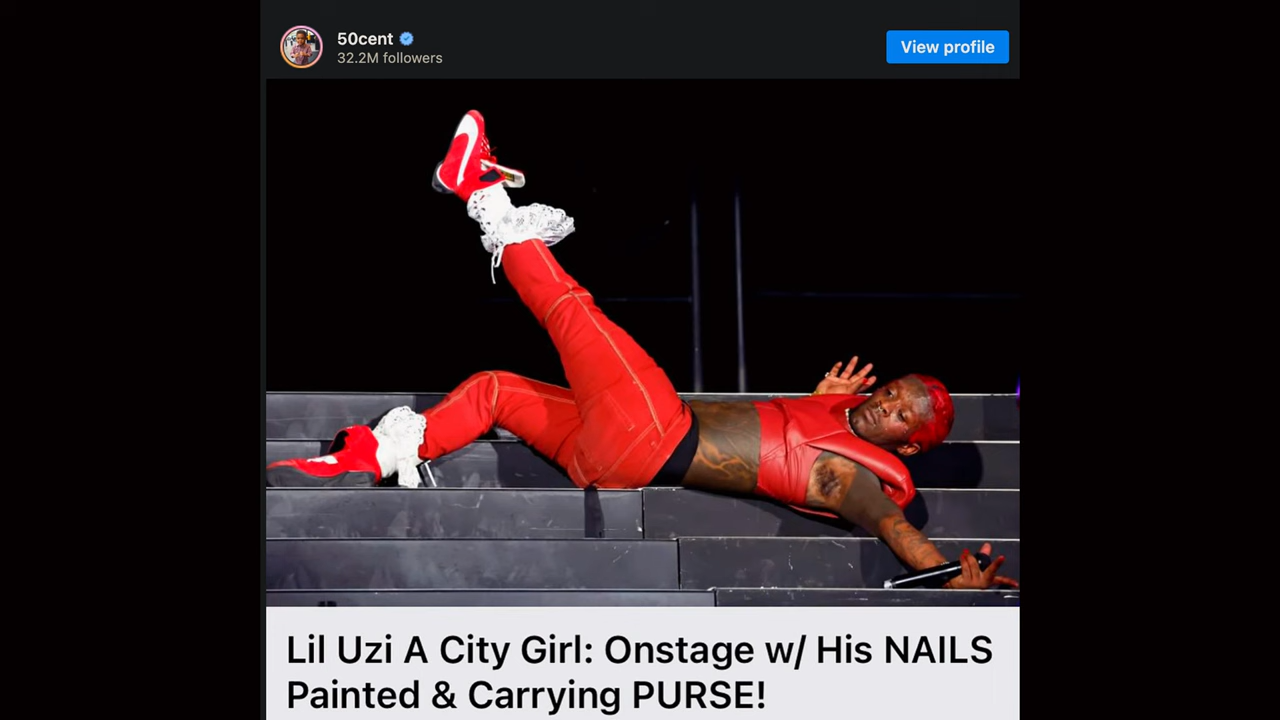 50cent
32.2M followers
View profile
Lil Uzi A City Girl: Onstage w/ His NAILS
Painted & Carrying PURSE!